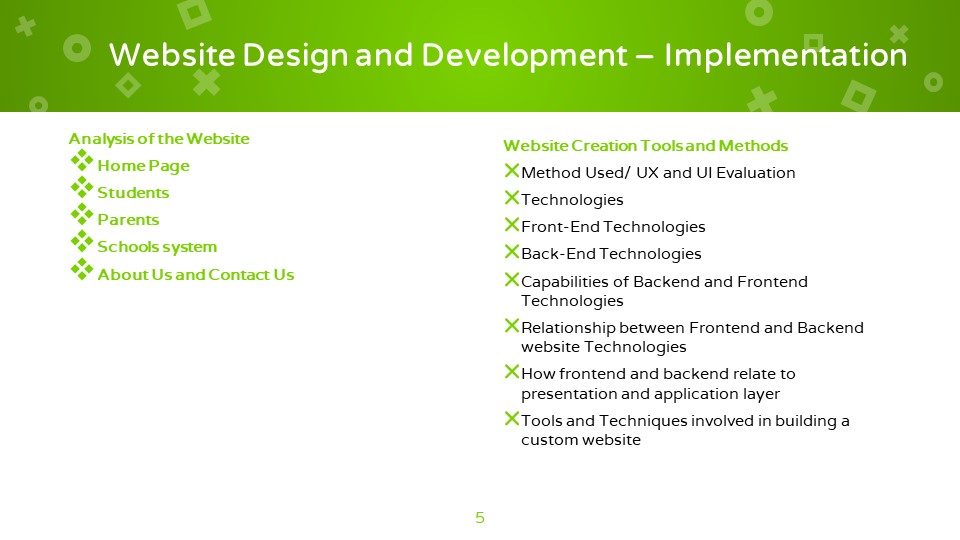 Website Design and Development – Implementation
Analysis of the Website
❖ Home Page
❖ Students
❖ Parents
❖ Schools system
❖ About Us and Contact Us
Website Creation Tools and Methods
✕ Method Used/ UX and UI Evaluation
✕ Technologies
✕ Front-End Technologies
✕ Back-End Technologies
✕ Capabilities of Backend and Frontend
Technologies
✕ Relationship between Frontend and Backend
website Technologies
✕ How frontend and backend relate to
presentation and application layer
✕ Tools and Techniques involved in building a
custom website
5